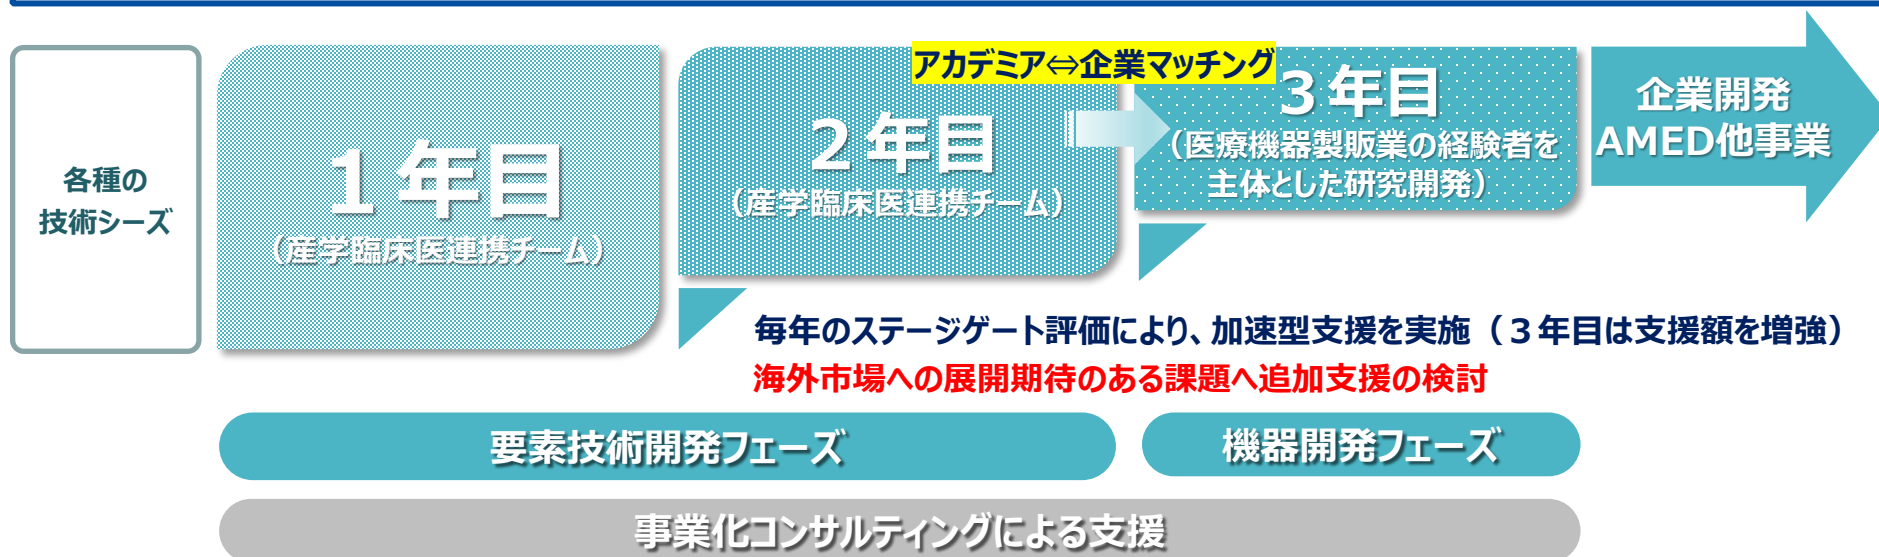 各種の
技術シーズ
１年目
（産学臨床医連携チーム）
２年目
（産学臨床医連携チーム）
アカデミア⇔企業マッチング
３年目
（医療機器製販業の経験者を
主体とした研究開発）
企業開発
AMED他事業
毎年のステージゲート評価により、加速型支援を実施（３年目は支援額を増強）
海外市場への展開期待のある課題へ追加支援の検討
要素技術開発フェーズ
機器開発フェーズ
事業化コンサルティングによる支援